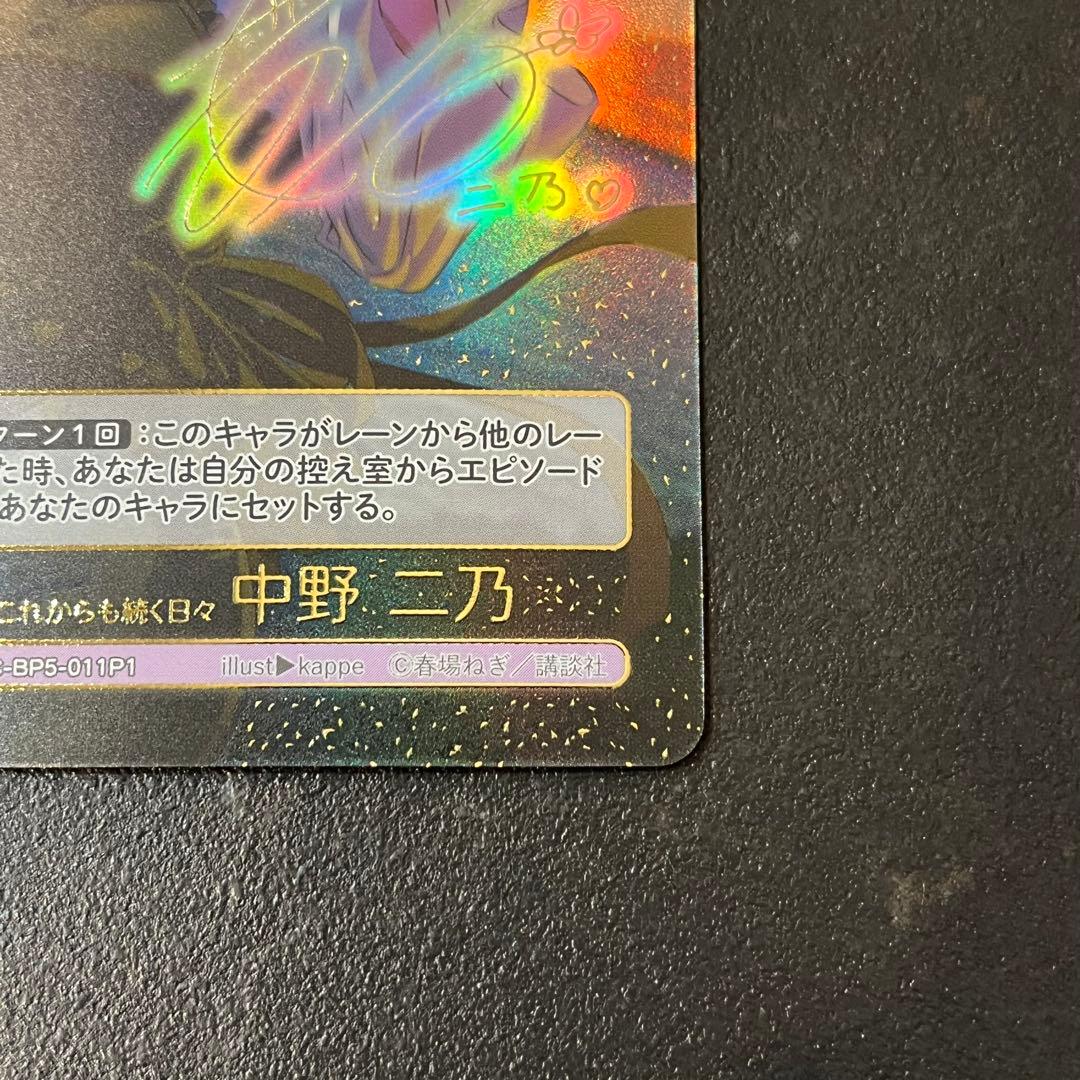 二乃♡
ターン1回:このキャラがレーンから他のレー
た時、あなたは自分の控え室からエピソード
あなたのキャラにセットする。
これからも続く日々 中野 二乃
-BP5-011P1 illust▶kappe ©春場ねぎ/講談社